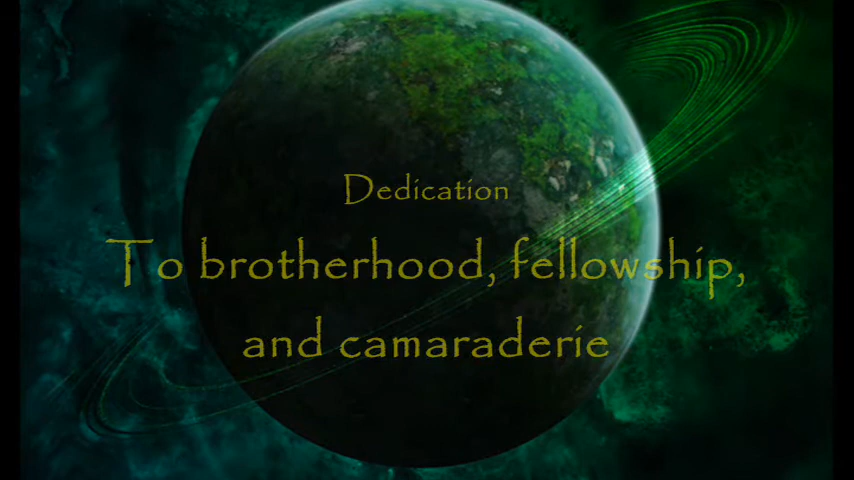 Dedication
To brotherhood, fellowship,
and camaraderie